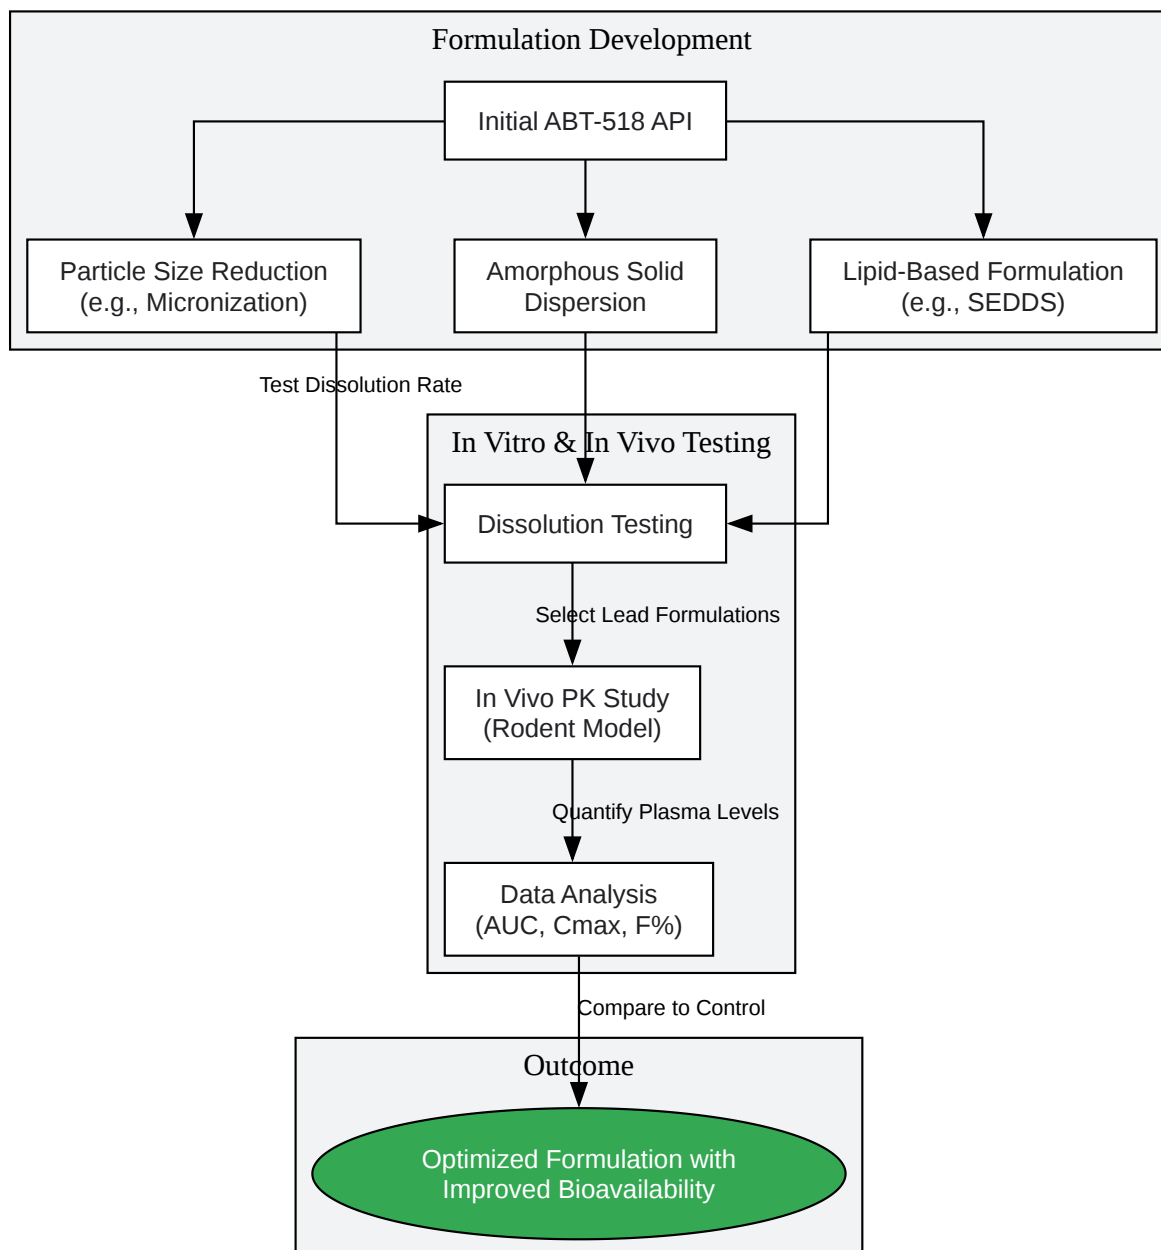 Formulation Development
Initial ABT-518 API
Particle Size Reduction
(e.g., Micronization)
Amorphous Solid
Dispersion
Lipid-Based Formulation
(e.g., SEDDS)
Test Dissolution Rate
In Vitro & In Vivo Testing
Dissolution Testing
Select Lead Formulations
In Vivo PK Study
(Rodent Model)
Quantify Plasma Levels
Data Analysis
(AUC, Cmax, F%)
Compare to Control
Outcome
Optimized Formulation with
Improved Bioavailability